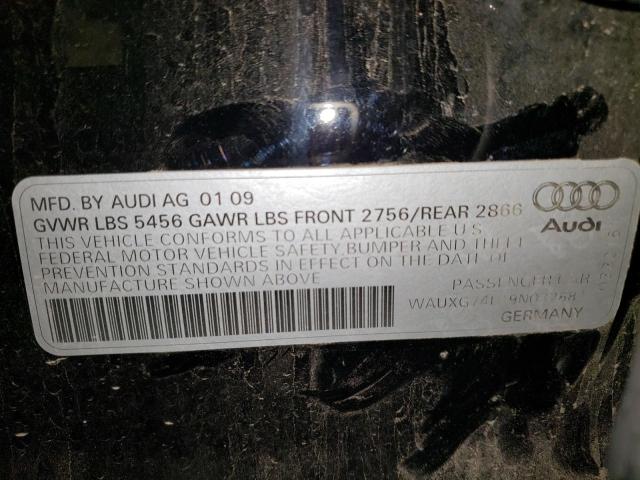 MFD. BY AUDI AG 01 09
GVWR LBS 5456 GAWR LBS FRONT 2756/REAR 2866
THIS VEHICLE CONFORMS TO ALL APPLICABLE U.S.
FEDERAL MOTOR VEHICLE SAFETY, BUMPER AND THEFT
PREVENTION STANDARDS IN EFFECT ON THE DATE OF
MANUFACTURE SHOWN ABOVE
Audi
PASSENGER CAR
GERMANY